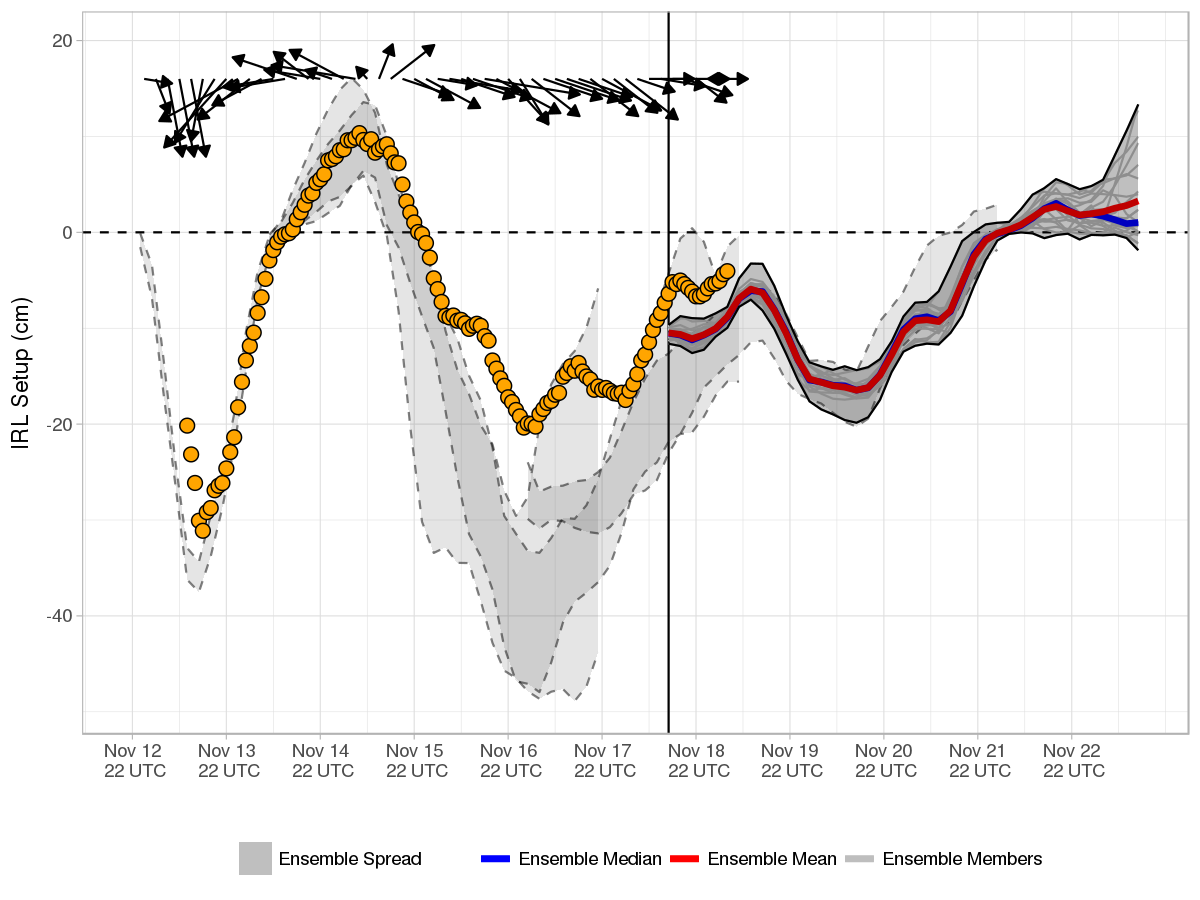 20
0
-20
-40
IRL Setup (cm)
Nov 12 Nov 13 Nov 14 Nov 15 Nov 16 Nov 17 Nov 18 Nov 19 Nov 20 Nov 21 Nov 22
22 UTC 22 UTC 22 UTC 22 UTC 22 UTC 22 UTC 22 UTC 22 UTC 22 UTC 22 UTC 22 UTC
Ensemble Spread Ensemble Median Ensemble Mean Ensemble Members